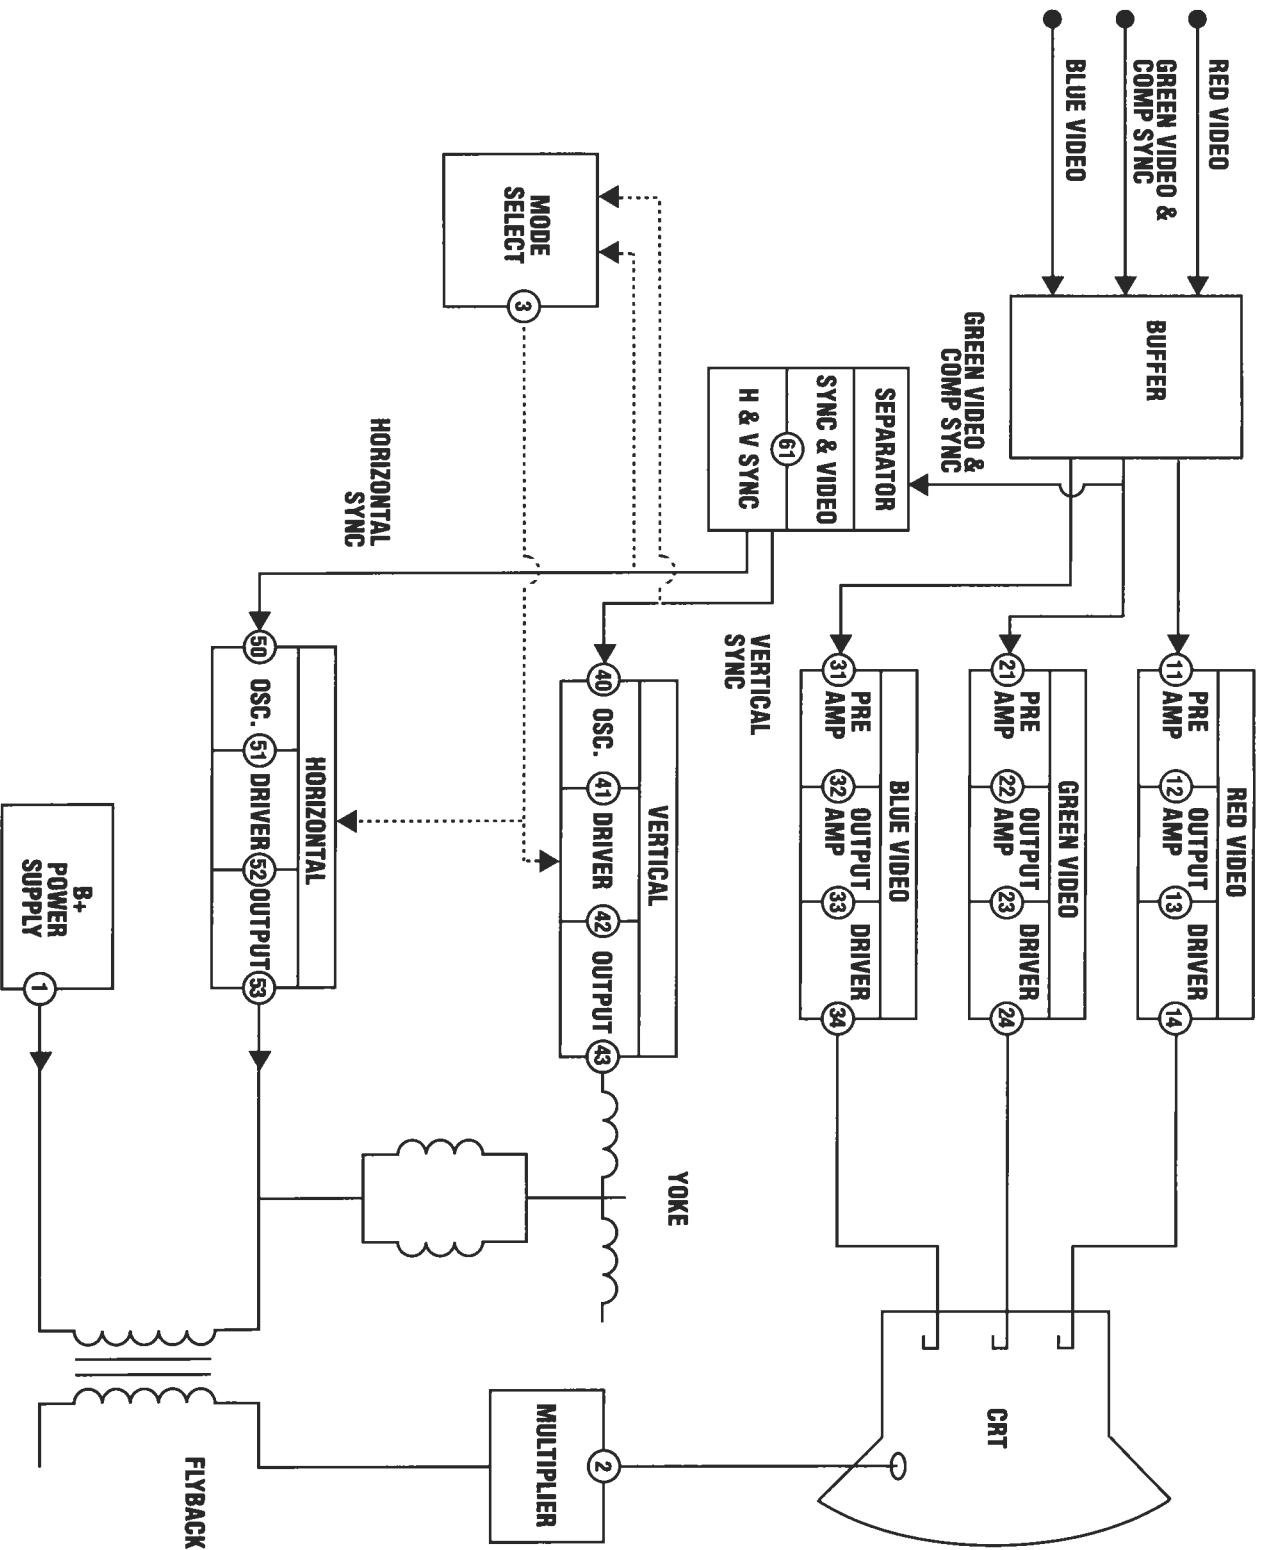 RED VIDEO
GREEN VIDEO &
COMP SYNC
BLUE VIDEO
BUFFER
GREEN VIDEO &
COMP SYNC
SEPARATOR
SYNC & VIDEO
61
H & V SYNC
MODE
SELECT
3
HORIZONTAL
SYNC
VERTICAL
SYNC
RED VIDEO
11
PRE
AMP
12
OUTPUT
AMP
13
DRIVER
14
GREEN VIDEO
21
PRE
AMP
22
OUTPUT
AMP
23
DRIVER
24
BLUE VIDEO
31
PRE
AMP
32
OUTPUT
AMP
33
DRIVER
34
VERTICAL
40
OSC.
41
DRIVER
42
OUTPUT
43
HORIZONTAL
50
OSC.
51
DRIVER
52
OUTPUT
53
B+
POWER
SUPPLY
1
YOKE
CRT
MULTIPLIER
2
FLYBACK